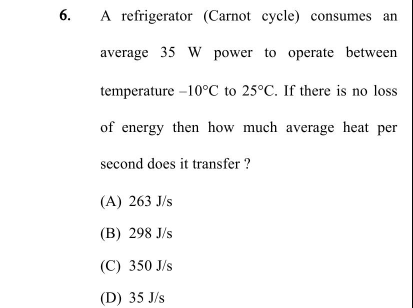 6. A refrigerator (Carnot cycle) consumes an
average 35 W power to operate between
temperature –10°C to 25°C. If there is no loss
of energy then how much average heat per
second does it transfer ?
(A) 263 J/s
(B) 298 J/s
(C) 350 J/s
(D) 35 J/s